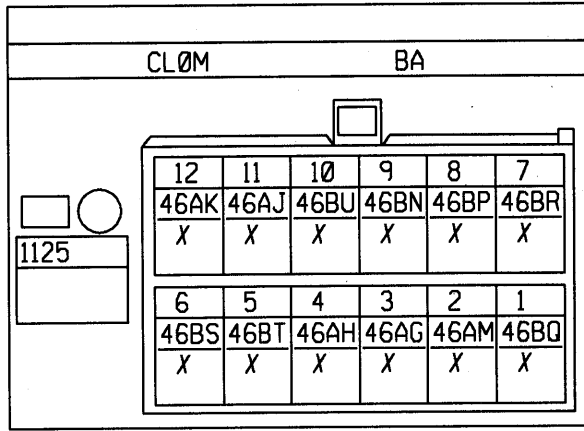 CLØM BA
12 11 1Ø 9 8 7
46AK 46AJ 46BU 46BN 46BP 46BR
X X X X X X
1125
6 5 4 3 2 1
46BS 46BT 46AH 46AG 46AM 46BQ
X X X X X X